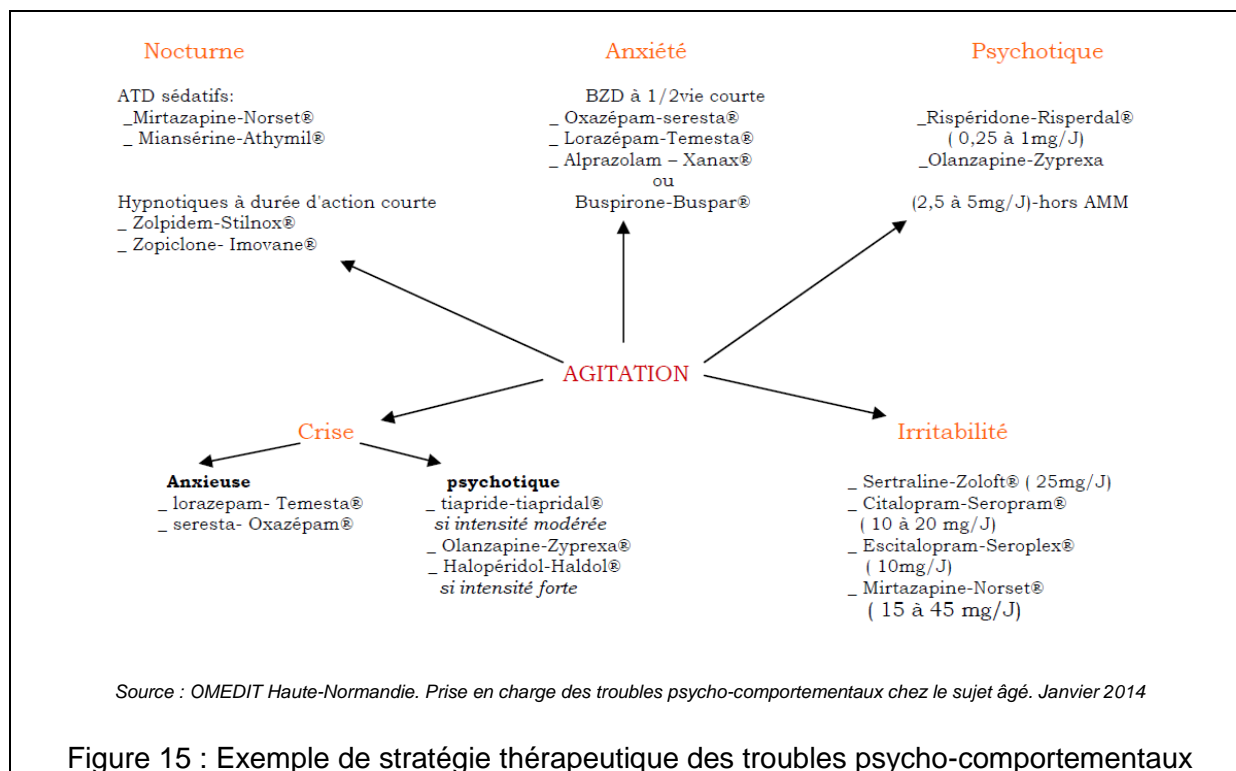 Nocturne
ATD sédatifs:
_Mirtazapine-Norset®
_ Miansérine-Athymil®
Hypnotiques à durée d'action courte
_ Zolpidem-Stilnox®
_ Zopiclone- Imovane®
Anxiété
BZD à 1/2vie courte
_ Oxazépam-seresta®
_ Lorazépam-Temesta®
_ Alprazolam – Xanax®
ou
Buspirone-Buspar®
Psychotique
_Rispéridone-Risperdal®
( 0,25 à 1mg/J)
_Olanzapine-Zyprexa
(2,5 à 5mg/J)-hors AMM
AGITATION
Crise
Anxieuse
_ lorazepam- Temesta®
_ seresta- Oxazépam®
psychotique
_ tiapride-tiapridal®
si intensité modérée
_ Olanzapine-Zyprexa®
_ Halopéridol-Haldol®
si intensité forte
Irritabilité
_ Sertraline-Zoloft® ( 25mg/J)
_ Citalopram-Seropram®
( 10 à 20 mg/J)
_ Escitalopram-Seroplex®
( 10mg/J)
_ Mirtazapine-Norset®
( 15 à 45 mg/J)
Source : OMEDIT Haute-Normandie. Prise en charge des troubles psycho-comportementaux chez le sujet âgé. Janvier 2014
Figure 15 : Exemple de stratégie thérapeutique des troubles psycho-comportementaux